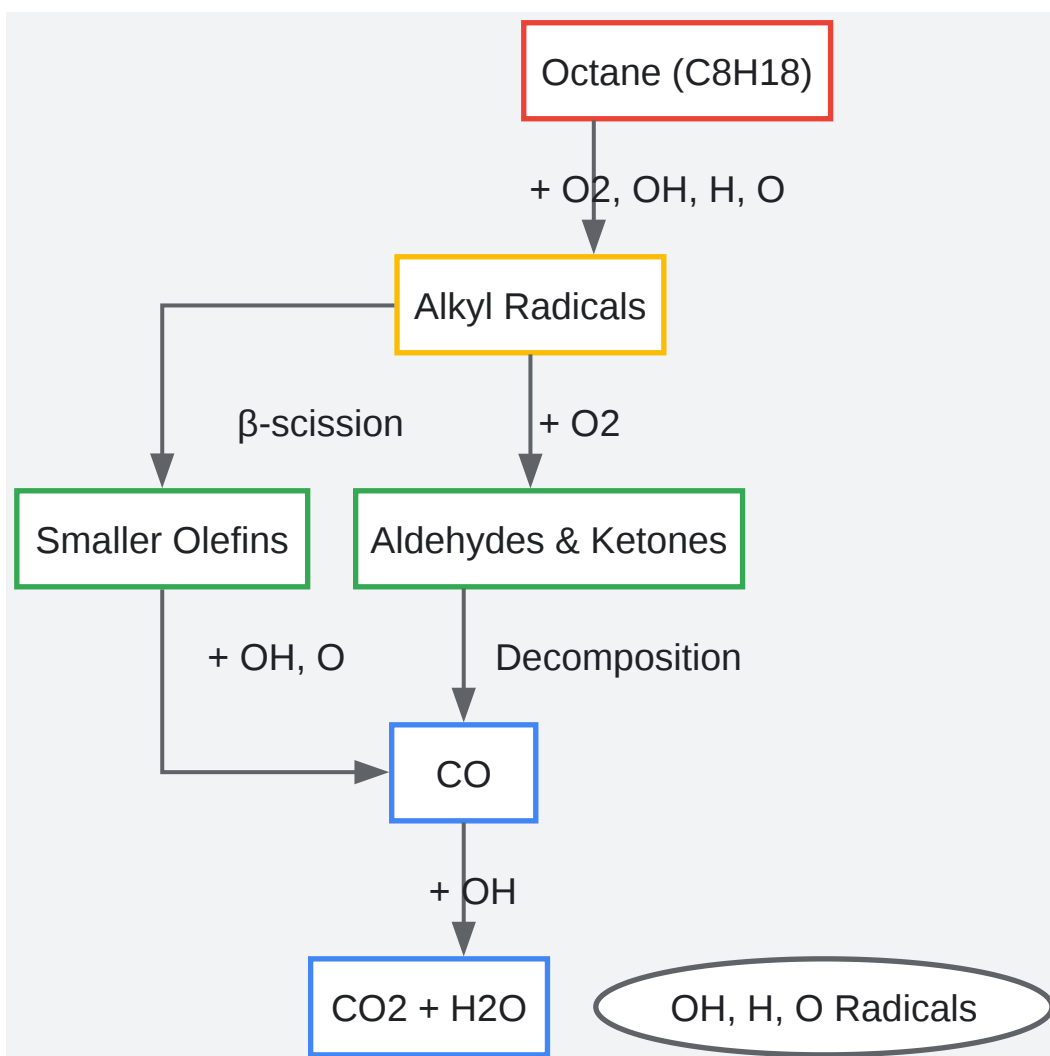 Octane (C8H18)
+ O2, OH, H, O
Alkyl Radicals
β-scission
+ O2
Smaller Olefins
Aldehydes & Ketones
+ OH, O
Decomposition
CO
+ OH
CO2 + H2O
OH, H, O Radicals